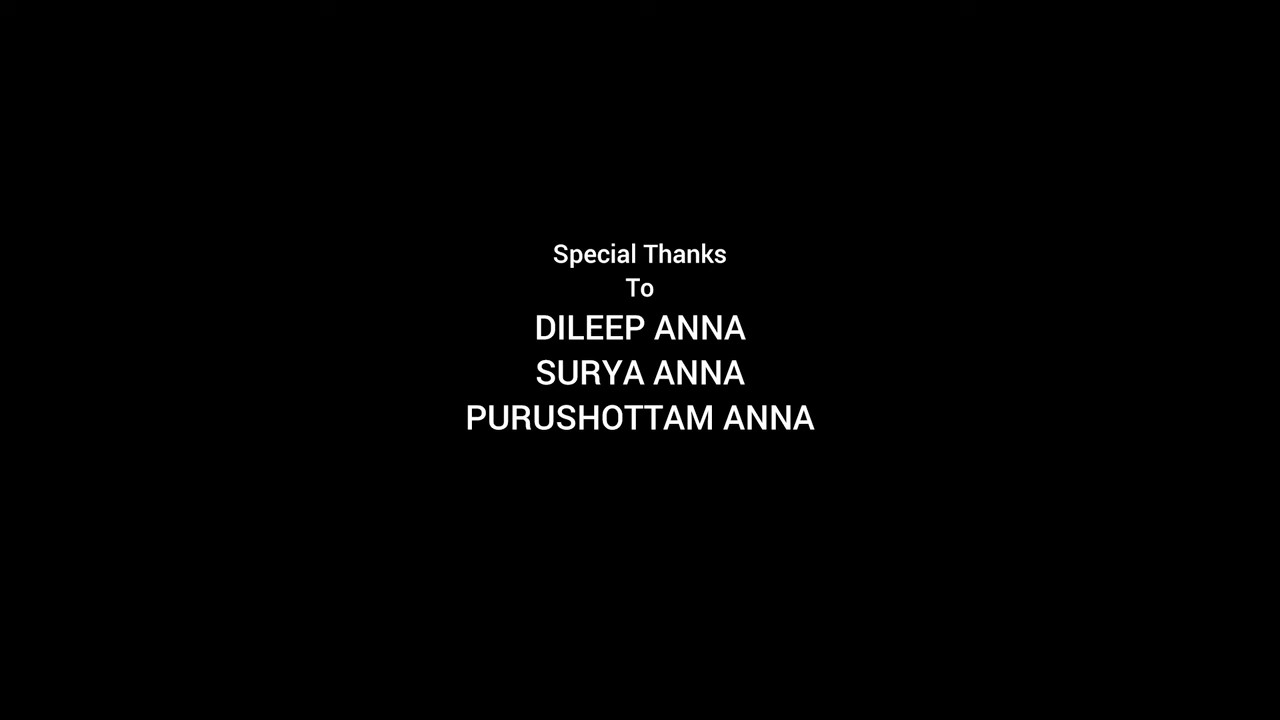 Special Thanks
To
DILEEP ANNA
SURYA ANNA
PURUSHOTTAM ANNA